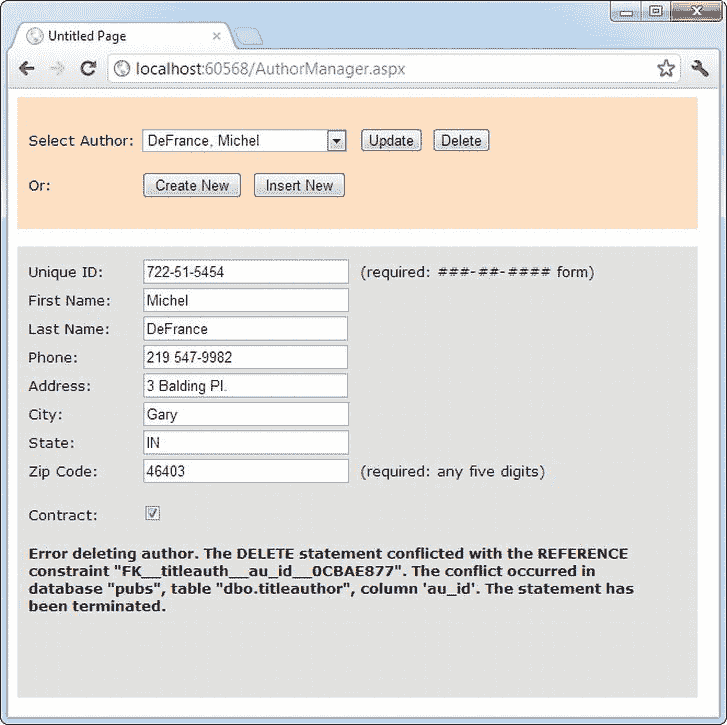 Untitled Page
localhost:60568/AuthorManager.aspx
Select Author: DeFrance, Michel Update Delete
Or: Create New Insert New
Unique ID: 722-51-5454 (required: ###-##-#### form)
First Name: Michel
Last Name: DeFrance
Phone: 219 547-9982
Address: 3 Balding Pl.
City: Gary
State: IN
Zip Code: 46403 (required: any five digits)
Contract:
Error deleting author. The DELETE statement conflicted with the REFERENCE
constraint "FK__titleauth__au_id__0CBAE877". The conflict occurred in
database "pubs", table "dbo.titleauthor", column 'au_id'. The statement has
been terminated.